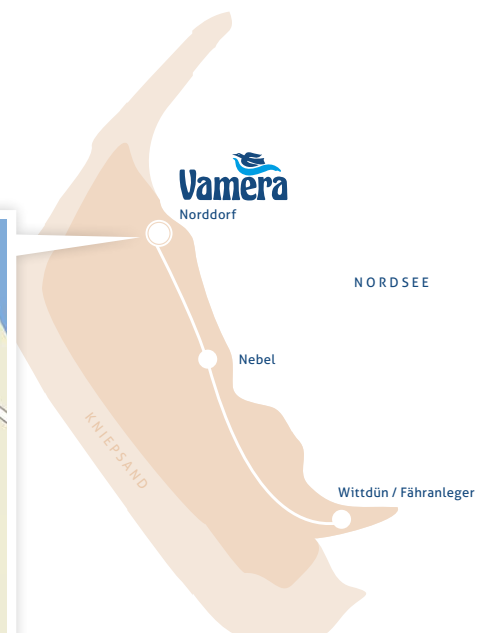 Vamera
Norddorf
NORDSEE
Nebel
KNIEPSAND
Wittdün / Fähranleger